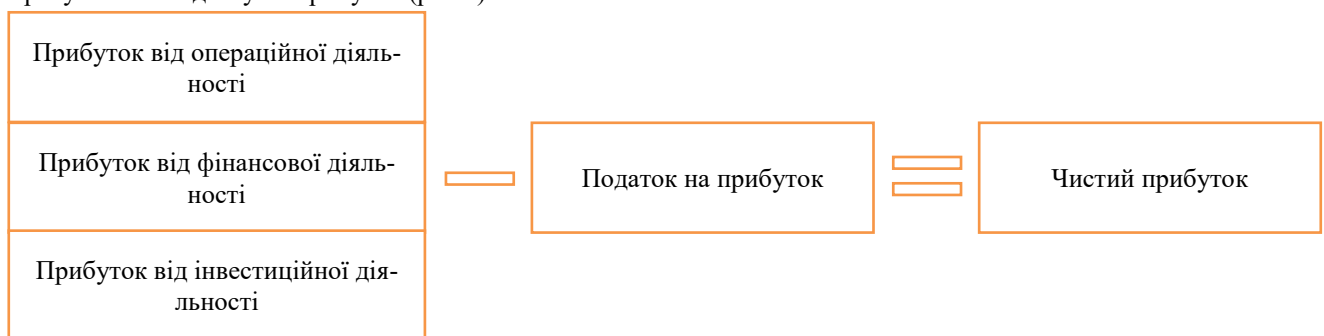 Прибуток від операційної діяль-
ності
Прибуток від фінансової діяль-
ності
Прибуток від інвестиційної дія-
льності
Податок на прибуток
Чистий прибуток